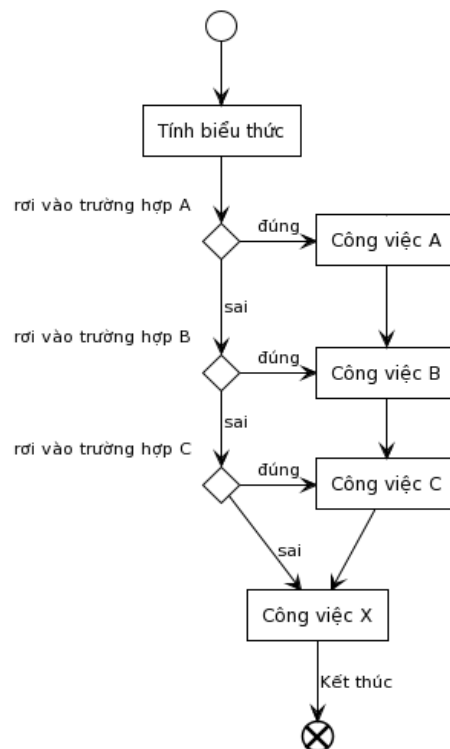 Tính biểu thức
rơi vào trường hợp A
đúng
Công việc A
sai
rơi vào trường hợp B
đúng
Công việc B
sai
rơi vào trường hợp C
đúng
Công việc C
sai
Công việc X
Kết thúc